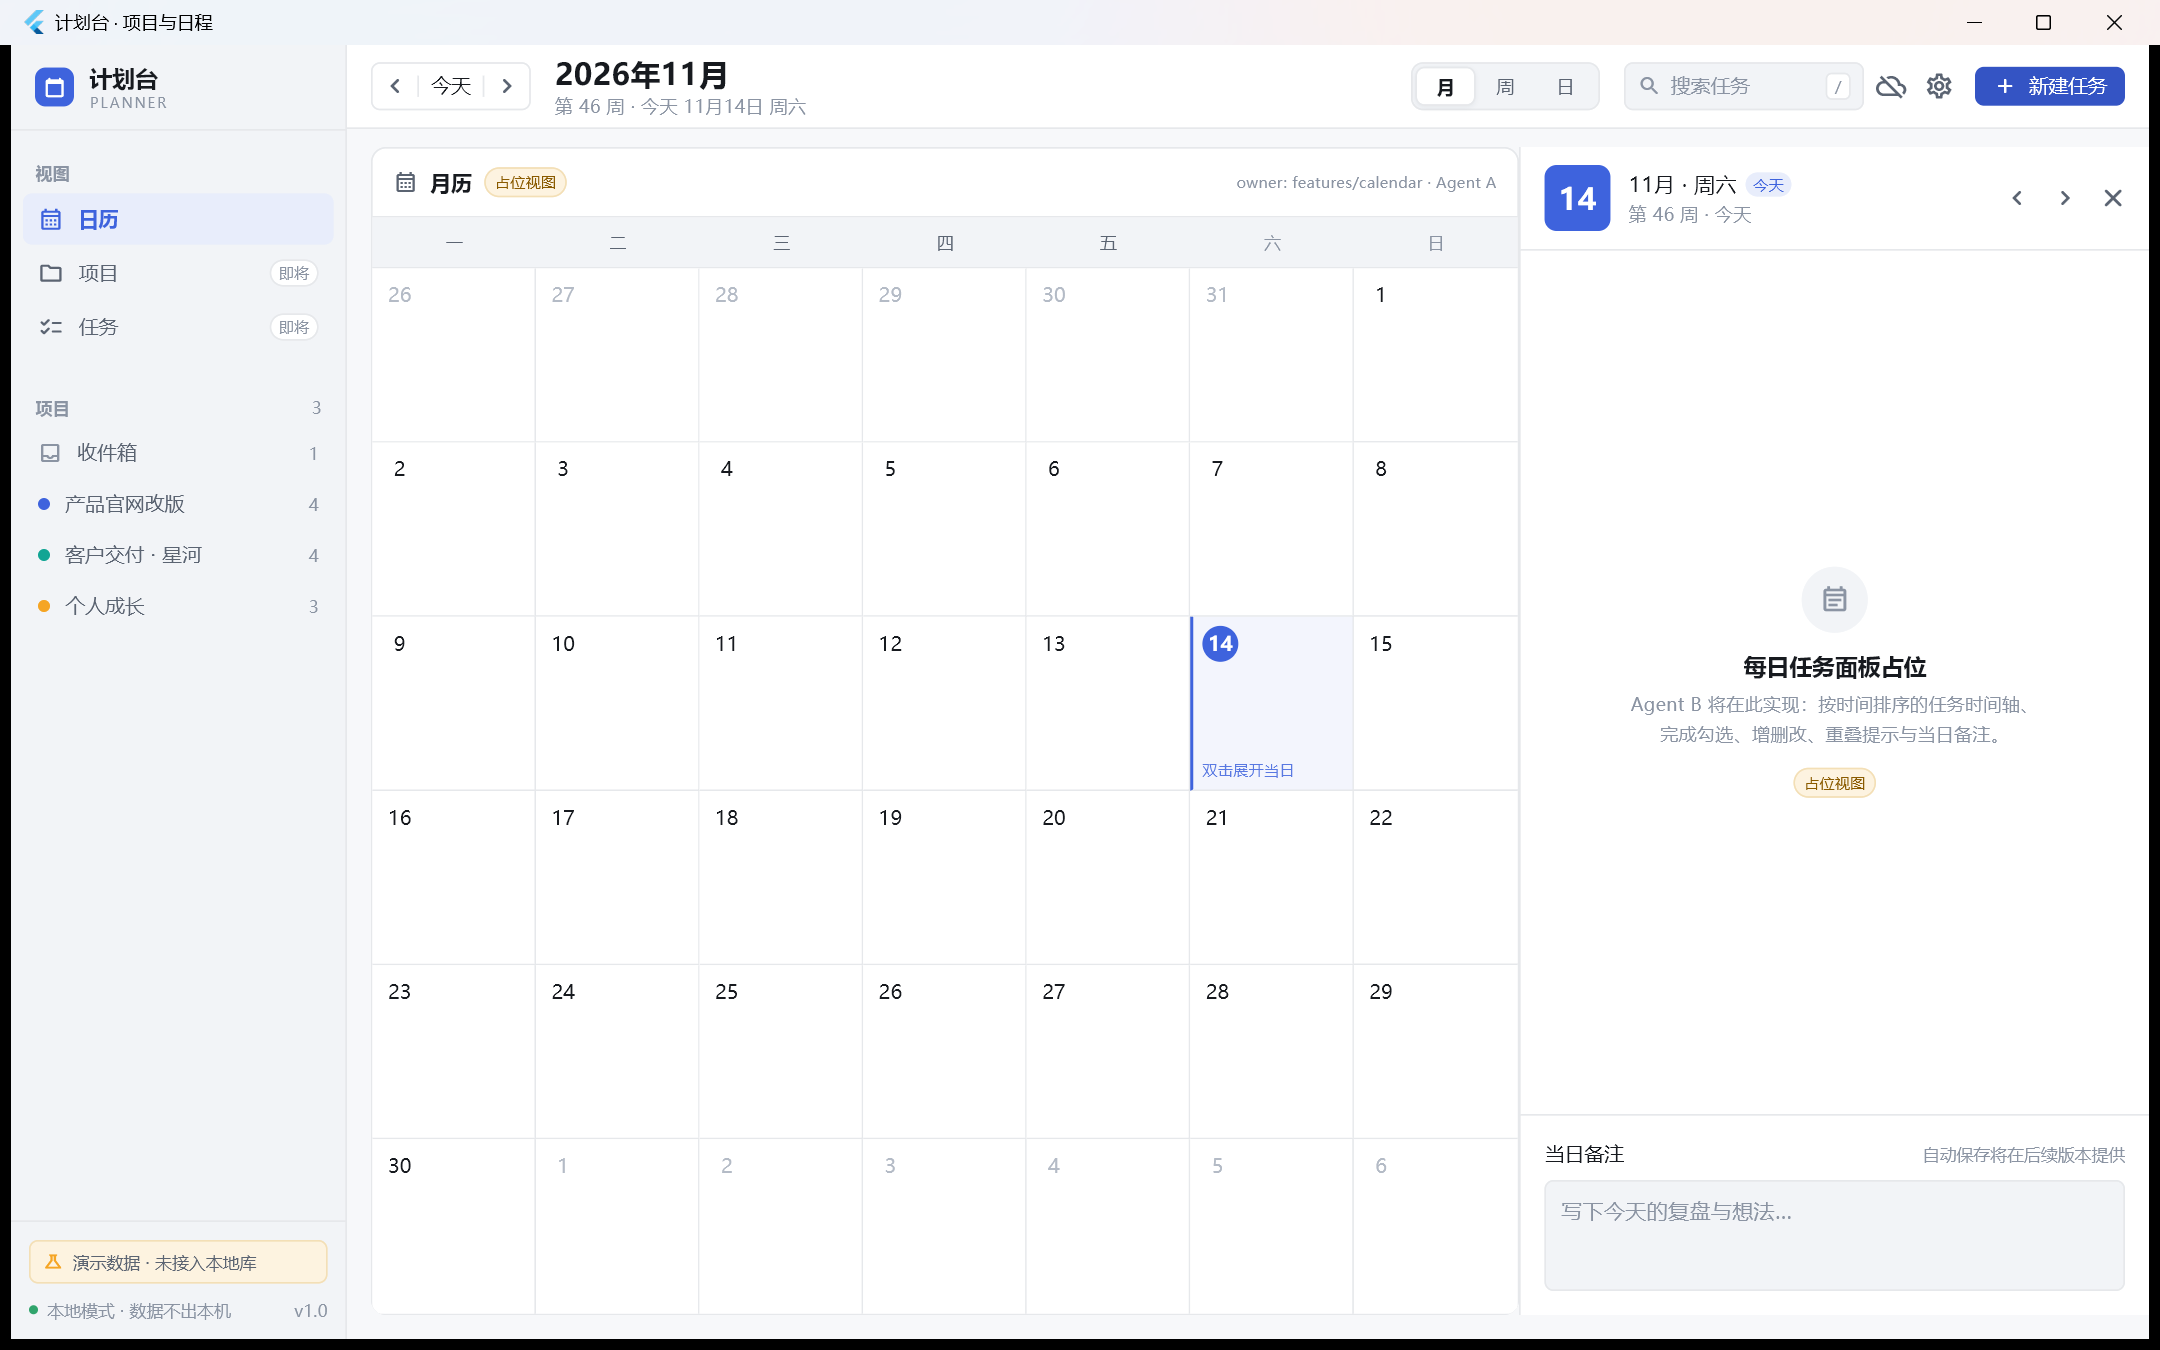 计划台 · 项目与日程
计划台
PLANNER
视图
日历
项目 即将
任务 即将
项目 3
收件箱 1
产品官网改版 4
客户交付 · 星河 4
个人成长 3
演示数据 · 未接入本地库
本地模式 · 数据不出本机 v1.0
今天
2026年11月
第 46 周 · 今天 11月14日 周六
月 周 日
搜索任务 /
+ 新建任务
月历 占位视图
owner: features/calendar · Agent A
一 二 三 四 五 六 日
26 27 28 29 30 31 1
2 3 4 5 6 7 8
9 10 11 12 13 14 15
双击展开当日
16 17 18 19 20 21 22
23 24 25 26 27 28 29
30 1 2 3 4 5 6
14
11月 · 周六 今天
第 46 周 · 今天
每日任务面板占位
Agent B 将在此实现：按时间排序的任务时间轴、
完成勾选、增删改、重叠提示与当日备注。
占位视图
当日备注 自动保存将在后续版本提供
写下今天的复盘与想法...